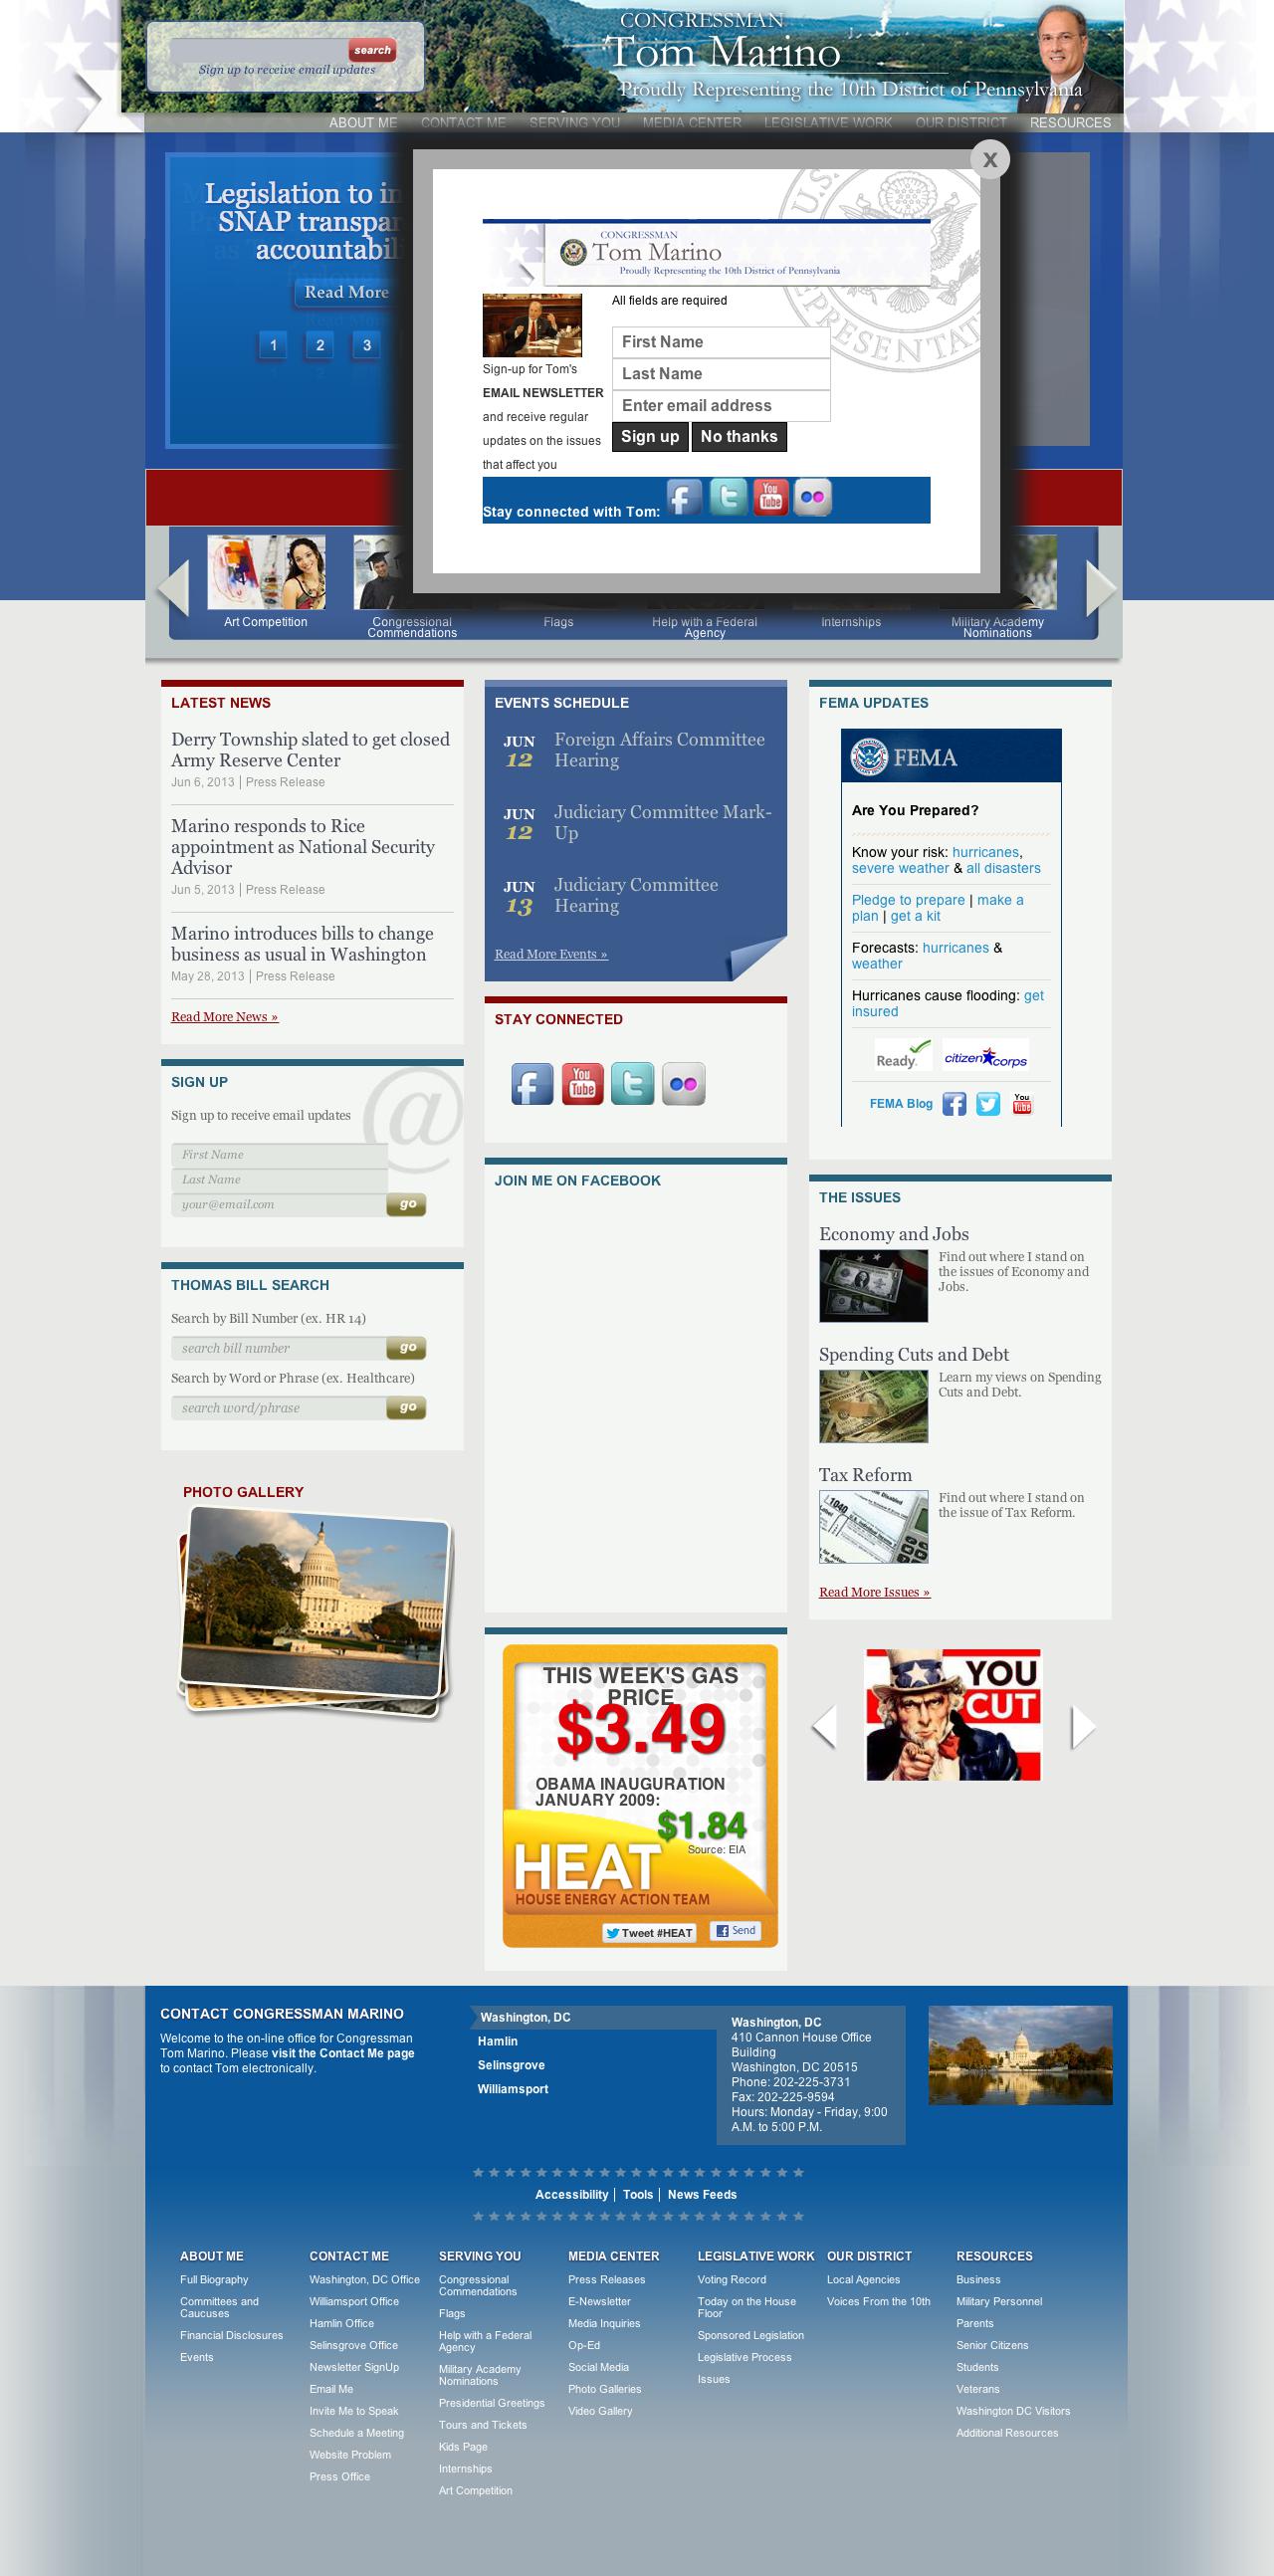 search
Sign up to receive email updates
CONGRESSMAN
Tom Marino
Proudly Representing the 10th District of Pennsylvania
ABOUT ME CONTACT ME SERVING YOU MEDIA CENTER LEGISLATIVE WORK OUR DISTRICT RESOURCES
Legislation to in
SNAP transpar
accountabil
Read More
1 2 3
x
CONGRESSMAN
Tom Marino
Proudly Representing the 10th District of Pennsylvania
All fields are required
First Name
Last Name
Enter email address
Sign up No thanks
Sign-up for Tom's
EMAIL NEWSLETTER
and receive regular
updates on the issues
that affect you
Stay connected with Tom:
Art Competition
Congressional
Commendations
Flags
Help with a Federal
Agency
Internships
Military Academy
Nominations
LATEST NEWS
Derry Township slated to get closed
Army Reserve Center
Jun 6, 2013 | Press Release
Marino responds to Rice
appointment as National Security
Advisor
Jun 5, 2013 | Press Release
Marino introduces bills to change
business as usual in Washington
May 28, 2013 | Press Release
Read More News »
SIGN UP
Sign up to receive email updates
@
First Name
Last Name
your@email.com go
THOMAS BILL SEARCH
Search by Bill Number (ex. HR 14)
search bill number go
Search by Word or Phrase (ex. Healthcare)
search word/phrase go
PHOTO GALLERY
EVENTS SCHEDULE
JUN
12
Foreign Affairs Committee
Hearing
JUN
12
Judiciary Committee Mark-
Up
JUN
13
Judiciary Committee
Hearing
Read More Events »
STAY CONNECTED
You
Tube
JOIN ME ON FACEBOOK
THIS WEEK'S GAS
PRICE
$3.49
OBAMA INAUGURATION
JANUARY 2009:
$1.84
Source: EIA
HEAT
HOUSE ENERGY ACTION TEAM
Tweet #HEAT Send
FEMA UPDATES
FEMA
Are You Prepared?
Know your risk: hurricanes,
severe weather & all disasters
Pledge to prepare | make a
plan | get a kit
Forecasts: hurricanes &
weather
Hurricanes cause flooding: get
insured
Ready. citizen corps
FEMA Blog
You
Tube
THE ISSUES
Economy and Jobs
Find out where I stand on
the issues of Economy and
Jobs.
Spending Cuts and Debt
Learn my views on Spending
Cuts and Debt.
Tax Reform
1040
Find out where I stand on
the issue of Tax Reform.
Read More Issues »
YOU
CUT
CONTACT CONGRESSMAN MARINO
Welcome to the on-line office for Congressman
Tom Marino. Please visit the Contact Me page
to contact Tom electronically.
Washington, DC
Hamlin
Selinsgrove
Williamsport
Washington, DC
410 Cannon House Office
Building
Washington, DC 20515
Phone: 202-225-3731
Fax: 202-225-9594
Hours: Monday - Friday, 9:00
A.M. to 5:00 P.M.
Accessibility | Tools | News Feeds
ABOUT ME
Full Biography
Committees and
Caucuses
Financial Disclosures
Events
CONTACT ME
Washington, DC Office
Williamsport Office
Hamlin Office
Selinsgrove Office
Newsletter SignUp
Email Me
Invite Me to Speak
Schedule a Meeting
Website Problem
Press Office
SERVING YOU
Congressional
Commendations
Flags
Help with a Federal
Agency
Military Academy
Nominations
Presidential Greetings
Tours and Tickets
Kids Page
Internships
Art Competition
MEDIA CENTER
Press Releases
E-Newsletter
Media Inquiries
Op-Ed
Social Media
Photo Galleries
Video Gallery
LEGISLATIVE WORK
Voting Record
Today on the House
Floor
Sponsored Legislation
Legislative Process
Issues
OUR DISTRICT
Local Agencies
Voices From the 10th
RESOURCES
Business
Military Personnel
Parents
Senior Citizens
Students
Veterans
Washington DC Visitors
Additional Resources